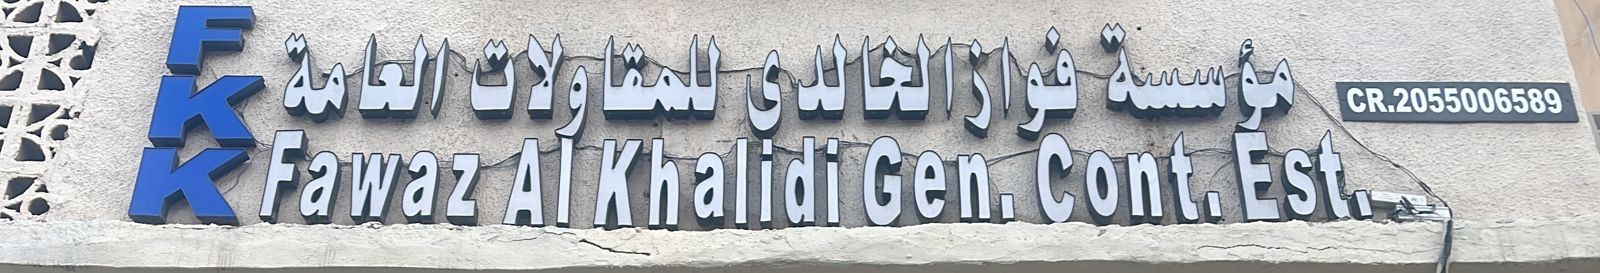 FKK
مؤسسة فواز الخالدى للمقاولات العامة
Fawaz Al Khalidi Gen. Cont. Est.
CR.2055006589